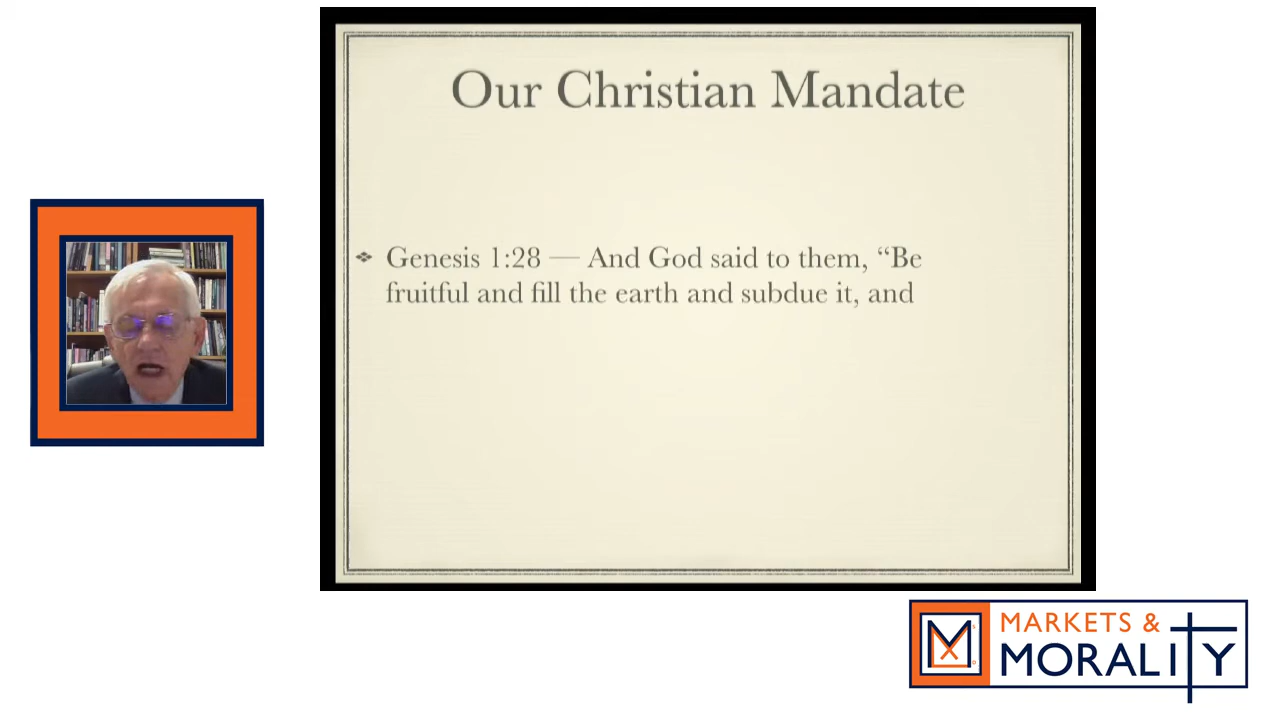 Our Christian Mandate
❖ Genesis 1:28 — And God said to them, “Be
fruitful and fill the earth and subdue it, and
MARKETS &
MORALITY